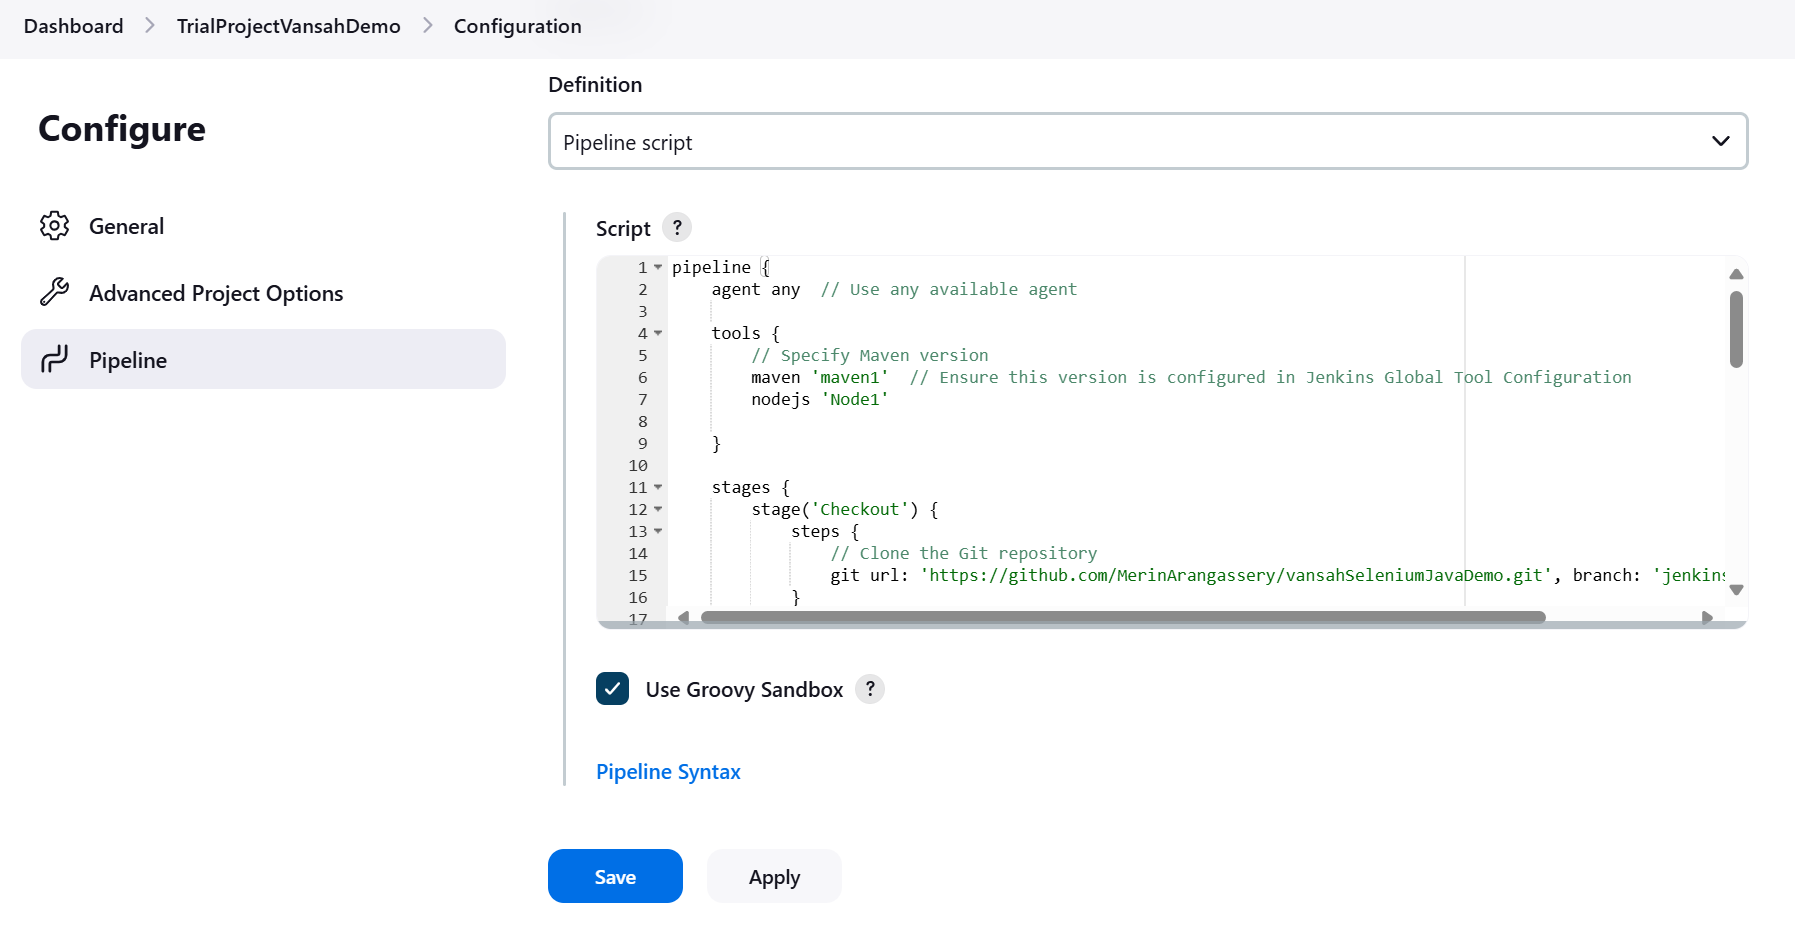 Dashboard > TrialProjectVansahDemo > Configuration
Configure
General
Advanced Project Options
Pipeline
Definition
Pipeline script
Script ?
1 pipeline {
2     agent any  // Use any available agent
3
4     tools {
5         // Specify Maven version
6         maven 'maven1'  // Ensure this version is configured in Jenkins Global Tool Configuration
7         nodejs 'Node1'
8
9     }
10
11     stages {
12         stage('Checkout') {
13             steps {
14                 // Clone the Git repository
15                 git url: 'https://github.com/MerinArangassery/vansahSeleniumJavaDemo.git', branch: 'jenkins
16             }
17
Use Groovy Sandbox ?
Pipeline Syntax
Save
Apply